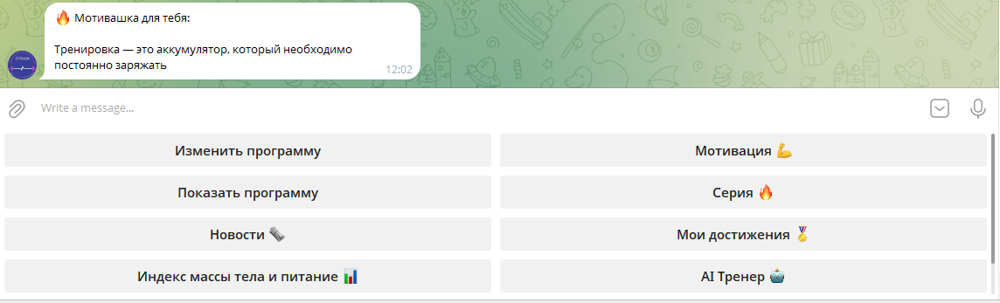 🔥 Мотивашка для тебя:
Тренировка — это аккумулятор, который необходимо
постоянно заряжать
12:02
Write a message...
Изменить программу
Мотивация 💪
Показать программу
Серия 🔥
Новости 🗞️
Мои достижения 🏅
Индекс массы тела и питание 📊
AI Тренер 🤖